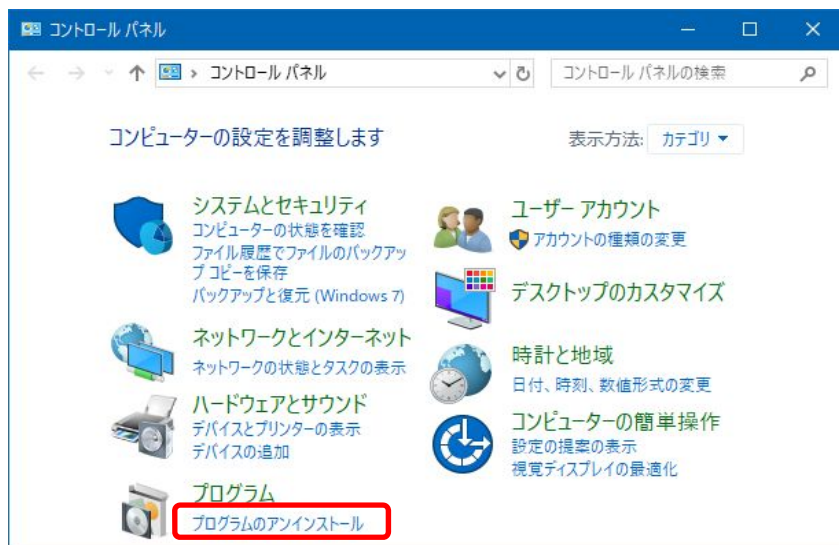 コントロール パネル
コントロール パネル
コントロール パネルの検索
コンピューターの設定を調整します
表示方法: カテゴリ
システムとセキュリティ
コンピューターの状態を確認
ファイル履歴でファイルのバックアッ
プ コピーを保存
バックアップと復元 (Windows 7)
ネットワークとインターネット
ネットワークの状態とタスクの表示
ハードウェアとサウンド
デバイスとプリンターの表示
デバイスの追加
プログラム
プログラムのアンインストール
ユーザー アカウント
アカウントの種類の変更
デスクトップのカスタマイズ
時計と地域
日付、時刻、数値形式の変更
コンピューターの簡単操作
設定の提案の表示
視覚ディスプレイの最適化